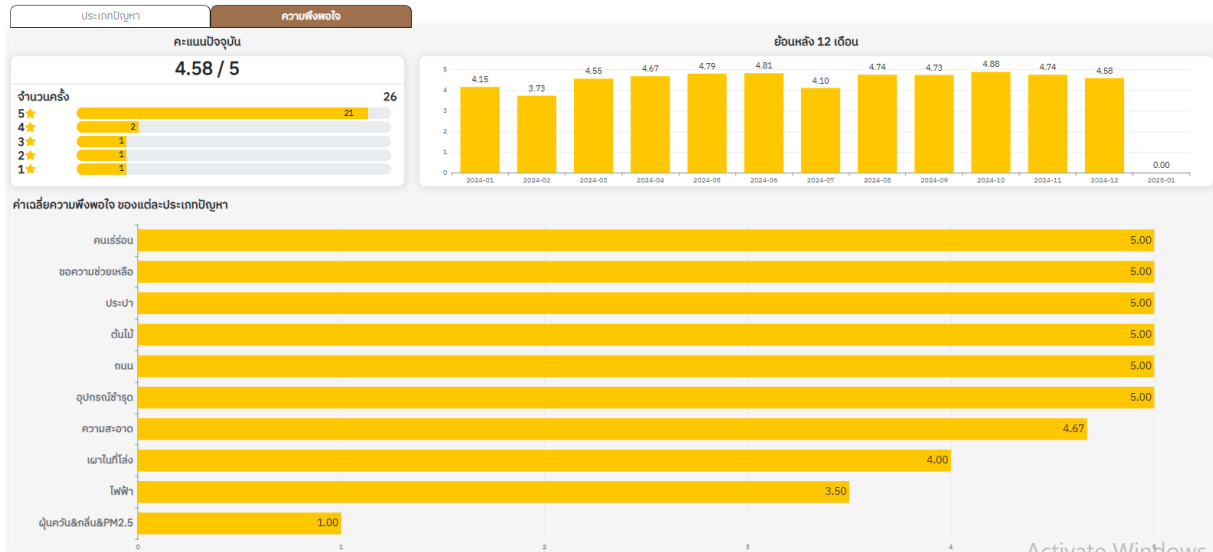 ประเภทปัญหา
ความพึงพอใจ
คะแนนปัจจุบัน
4.58 / 5
จำนวนครั้ง 26
5 21
4 2
3 1
2 1
1 1
ย้อนหลัง 12 เดือน
5
4
3
2
1
0
4.15 3.73 4.55 4.67 4.79 4.81 4.10 4.74 4.73 4.88 4.74 4.58 0.00
2024-01 2024-02 2024-03 2024-04 2024-05 2024-06 2024-07 2024-08 2024-09 2024-10 2024-11 2024-12 2025-01
ค่าเฉลี่ยความพึงพอใจ ของแต่ละประเภทปัญหา
คนเร่ร่อน 5.00
ขอความช่วยเหลือ 5.00
ประปา 5.00
ต้นไม้ 5.00
ถนน 5.00
อุปกรณ์ชำรุด 5.00
ความสะอาด 4.67
เผาในที่โล่ง 4.00
ไฟฟ้า 3.50
ฝุ่นควัน&กลิ่น&PM2.5 1.00
0 1 2 3 4 5
Activate Windows